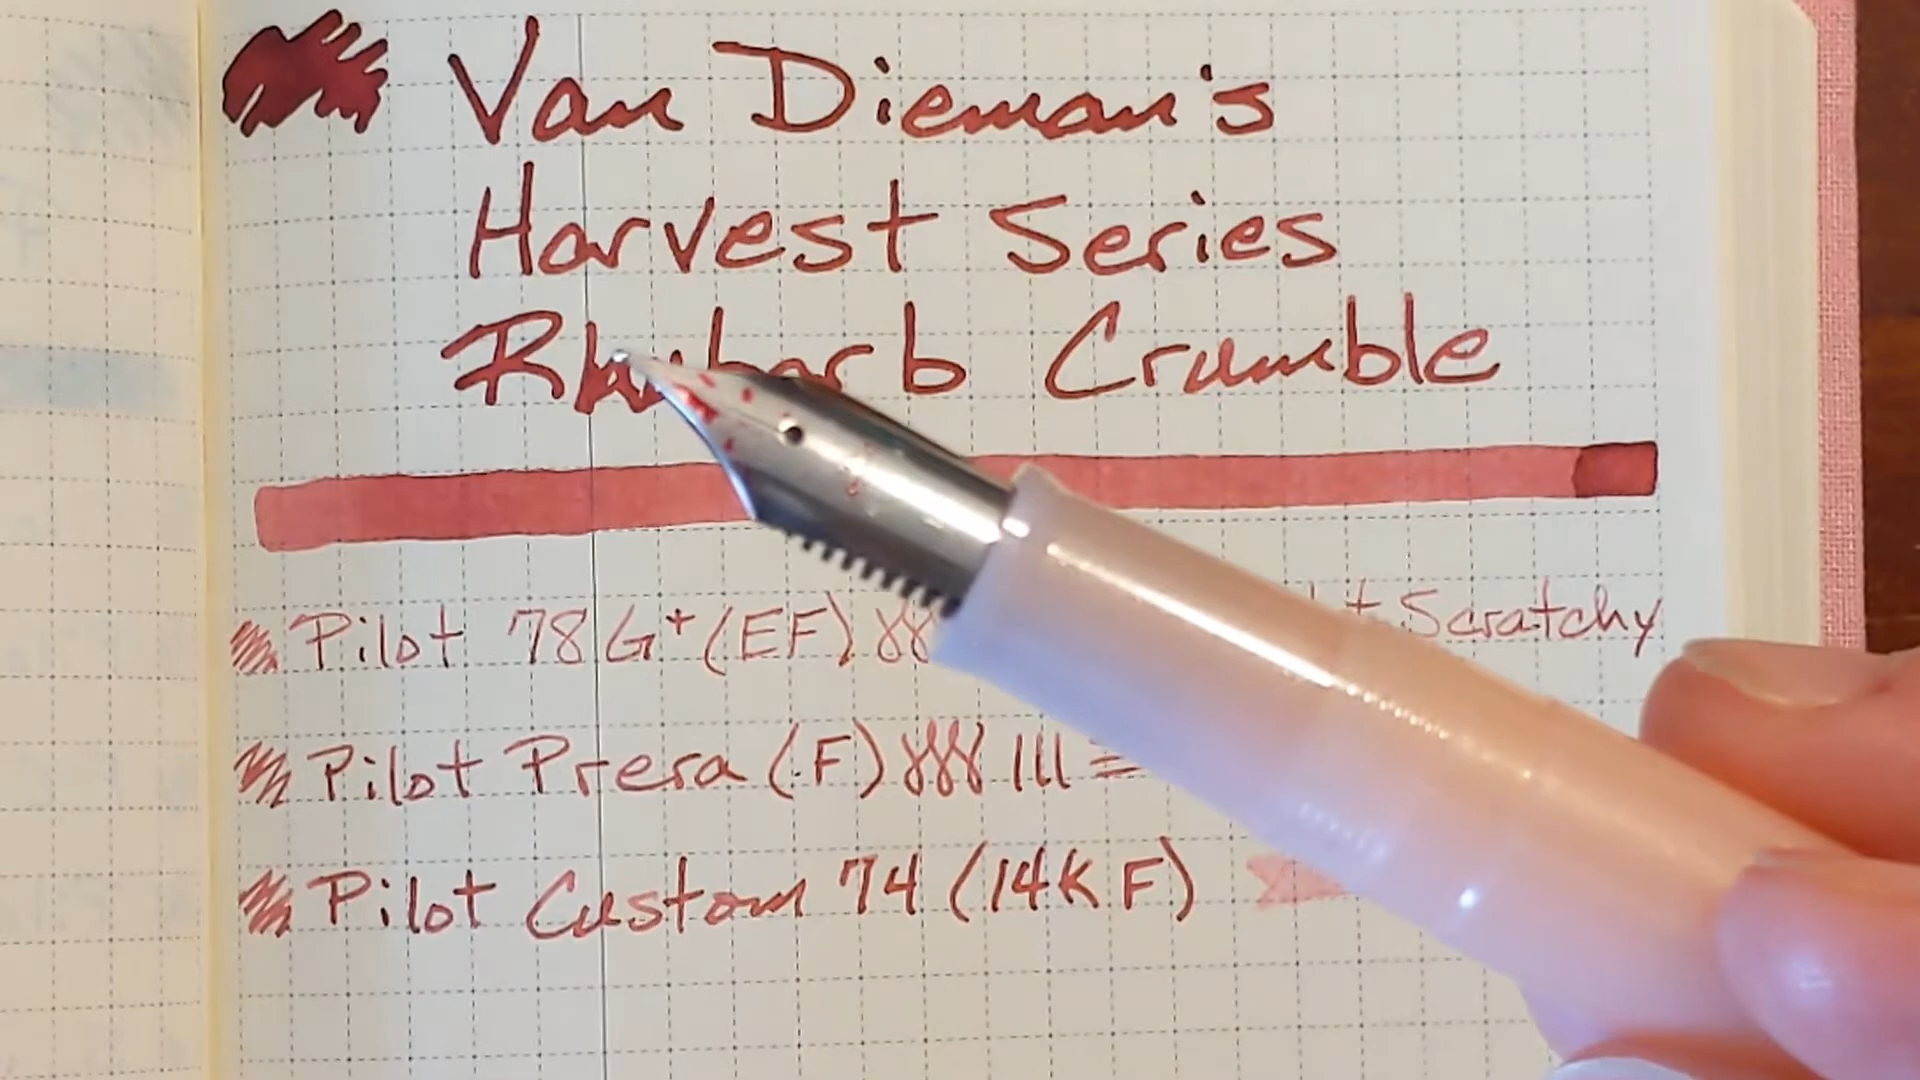 Van Dieman's
Harvest Series
Rhubarb Crumble
Pilot 78G+ (EF) Scratchy
Pilot Prera (F)
Pilot Custom 74 (14K F)